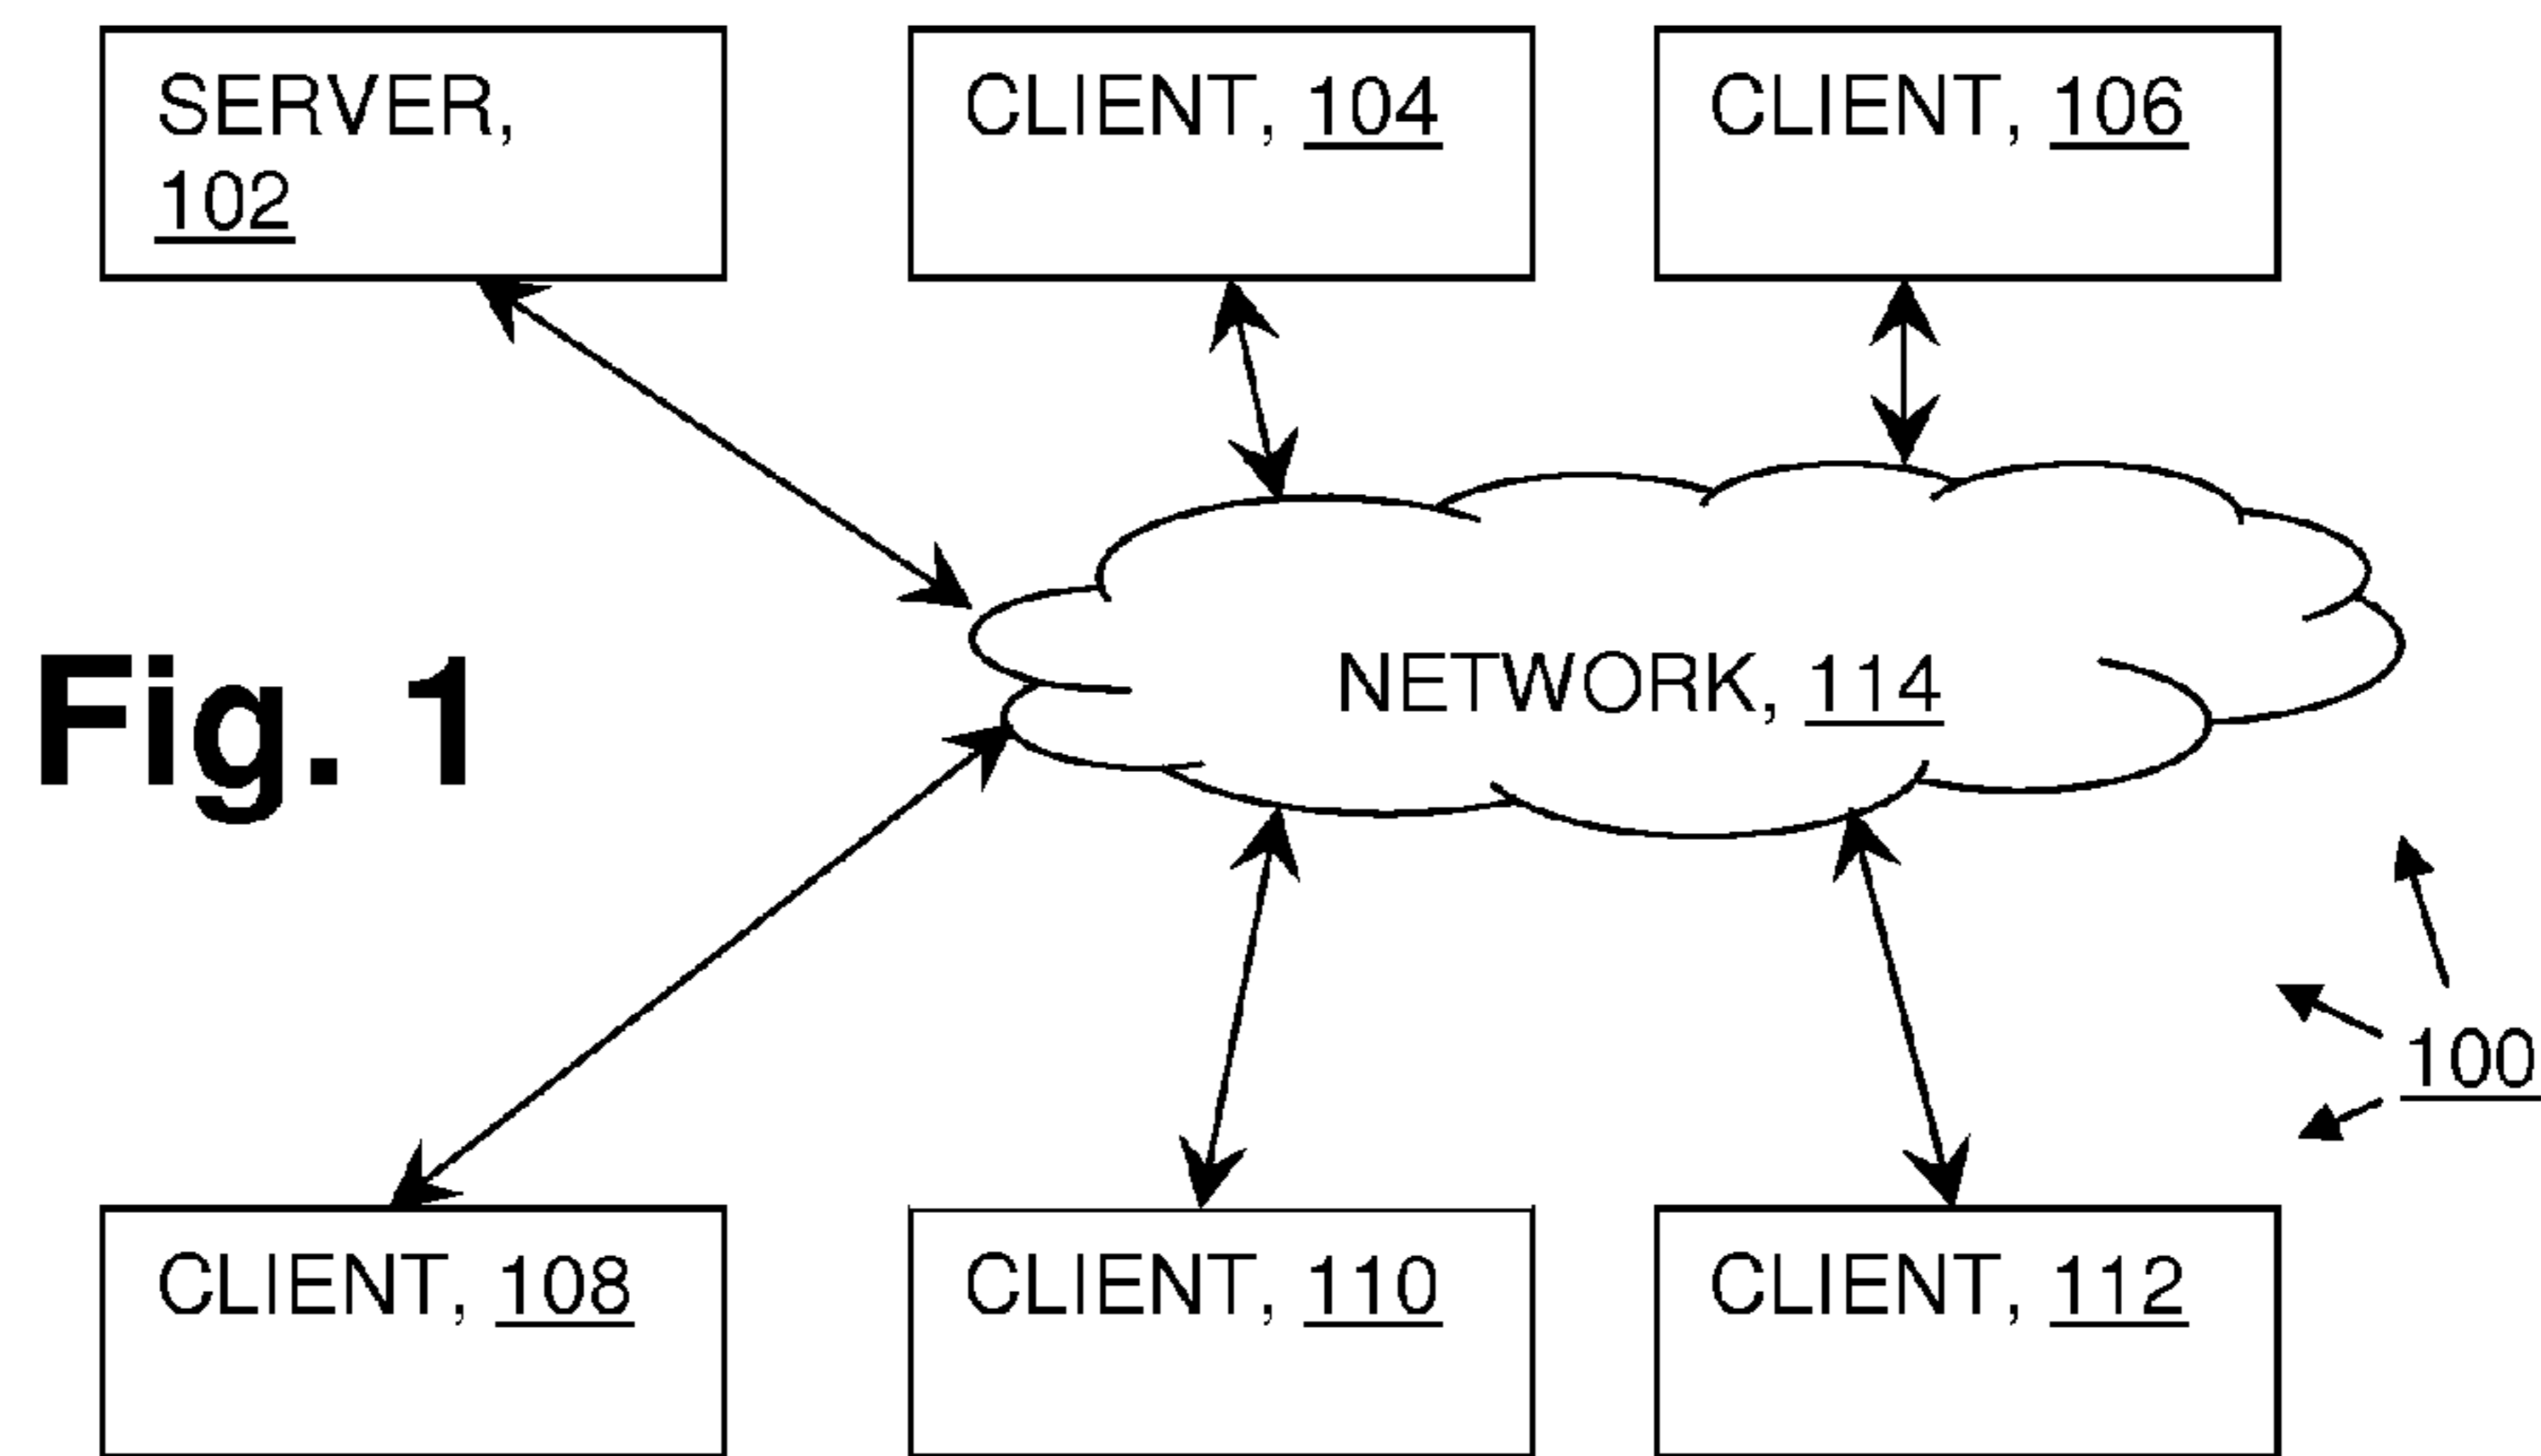 SERVER,
102
CLIENT, 104
CLIENT, 106
NETWORK, 114
Fig. 1
100
CLIENT, 108
CLIENT, 110
CLIENT, 112